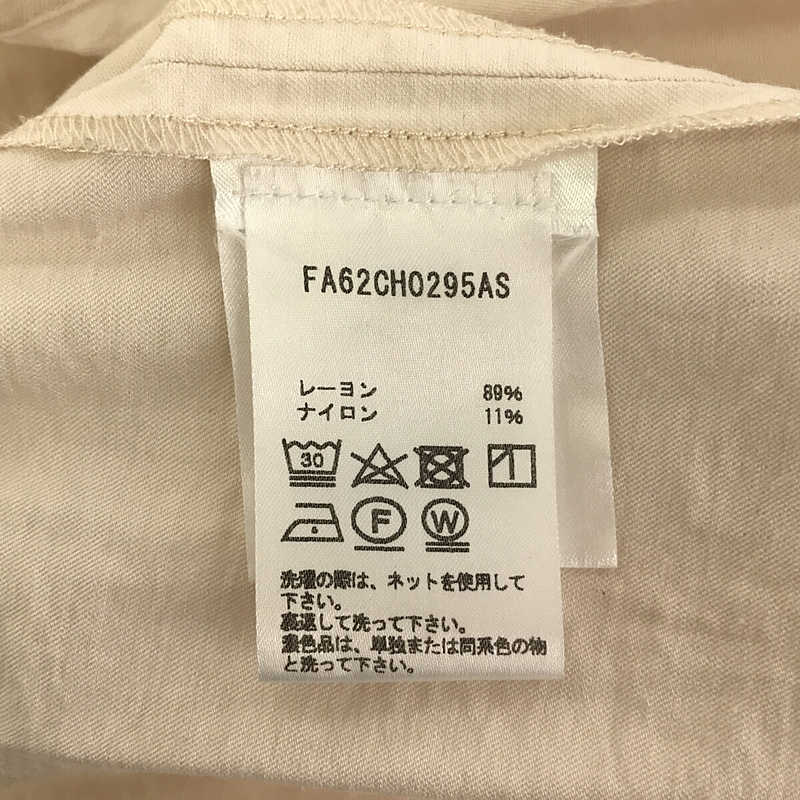 FA62CH0295AS
レーヨン 89%
ナイロン 11%
30
F W
洗濯の際は、ネットを使用して
下さい。
裏返して洗って下さい。
濃色品は、単独または同系色の物
と洗って下さい。